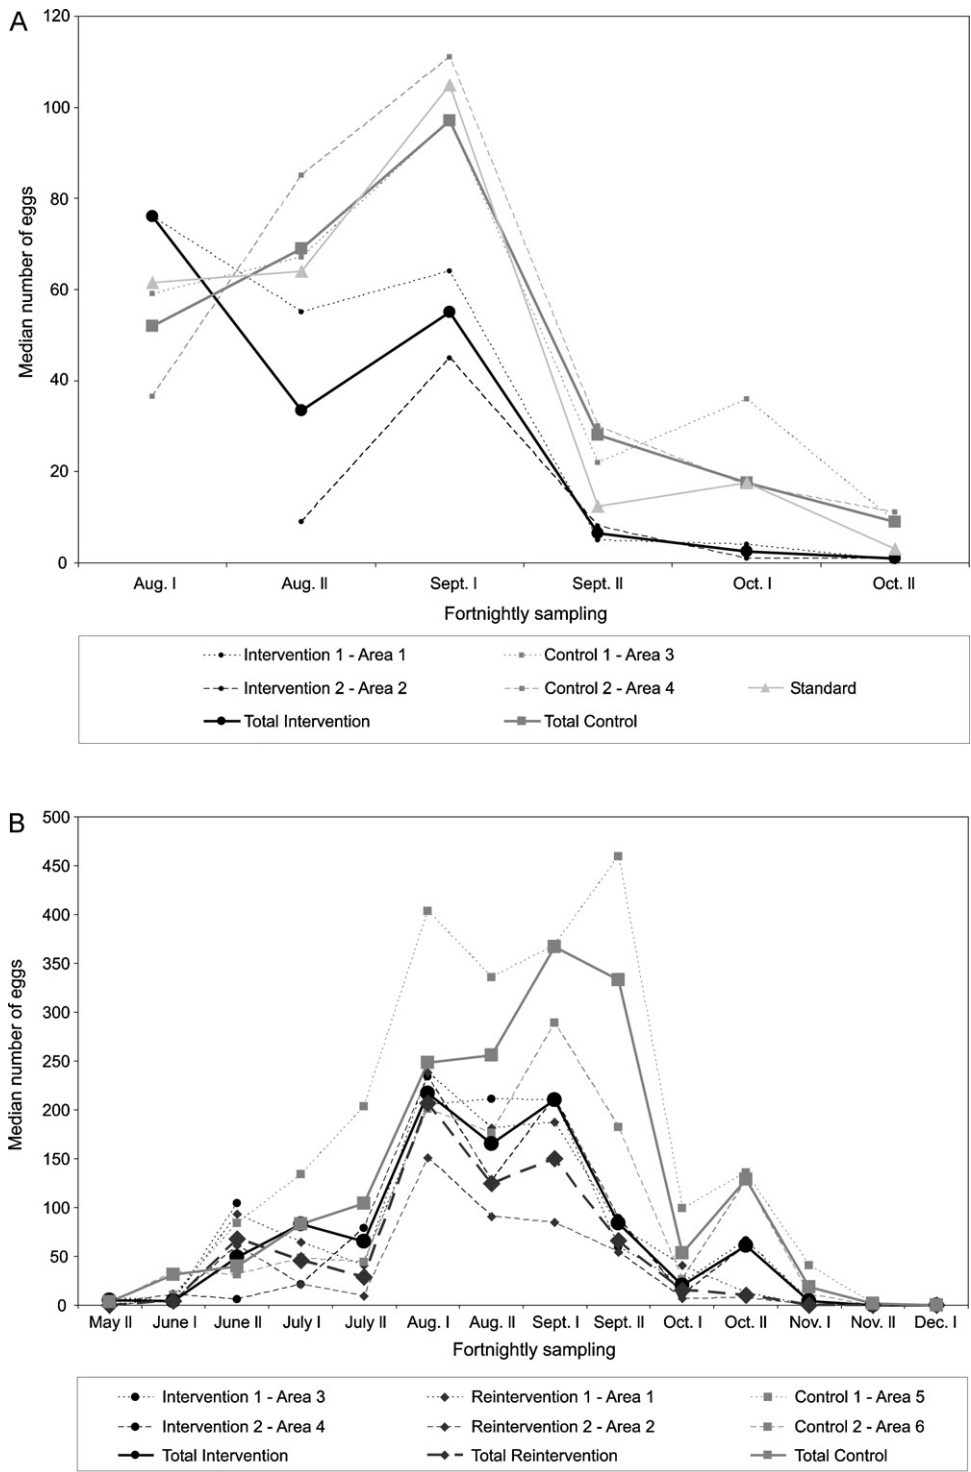 A
120
100
80
60
40
20
0
Median number of eggs
Aug. I Aug. II Sept. I Sept. II Oct. I Oct. II
Fortnightly sampling
Intervention 1 - Area 1 Control 1 - Area 3
Intervention 2 - Area 2 Control 2 - Area 4 Standard
Total Intervention Total Control
B
500
450
400
350
300
250
200
150
100
50
0
Median number of eggs
May II June I June II July I July II Aug. I Aug. II Sept. I Sept. II Oct. I Oct. II Nov. I Nov. II Dec. I
Fortnightly sampling
Intervention 1 - Area 3 Reintervention 1 - Area 1 Control 1 - Area 5
Intervention 2 - Area 4 Reintervention 2 - Area 2 Control 2 - Area 6
Total Intervention Total Reintervention Total Control